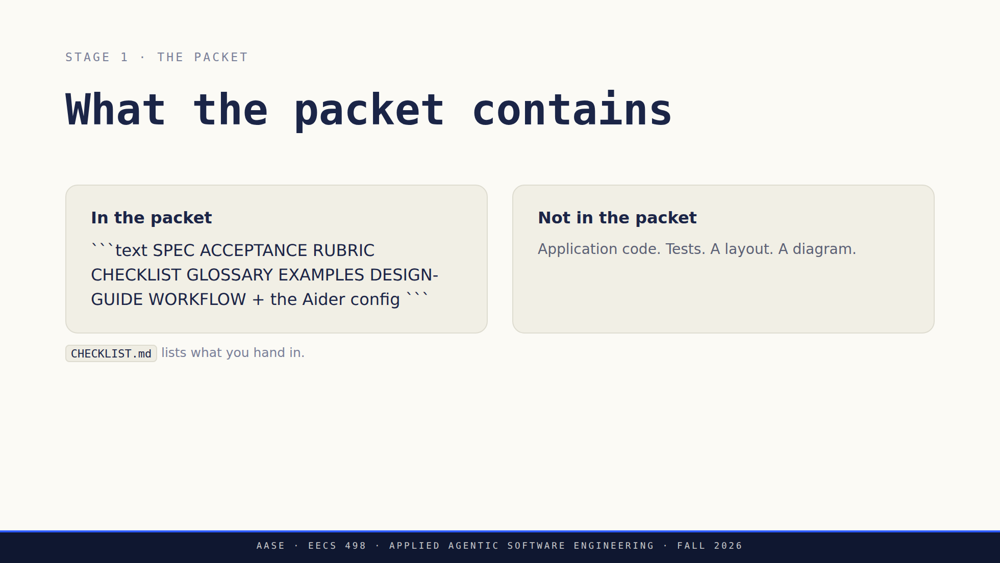 STAGE 1 · THE PACKET
What the packet contains
In the packet
```text SPEC ACCEPTANCE RUBRIC
CHECKLIST GLOSSARY EXAMPLES DESIGN-
GUIDE WORKFLOW + the Aider config ```
Not in the packet
Application code. Tests. A layout. A diagram.
CHECKLIST.md lists what you hand in.
AASE · EECS 498 · APPLIED AGENTIC SOFTWARE ENGINEERING · FALL 2026